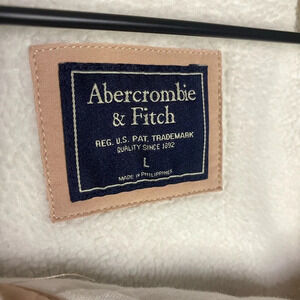 Abercrombie
& Fitch
REG. U.S. PAT. TRADEMARK
QUALITY SINCE 1892
L
MADE IN PHILIPPINES